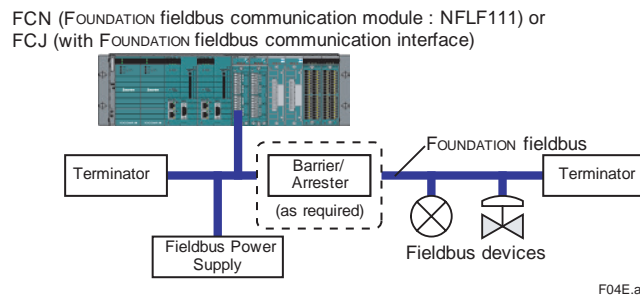 FCN (FOUNDATION fieldbus communication module : NFLF111) or
FCJ (with FOUNDATION fieldbus communication interface)
FOUNDATION fieldbus
Terminator
Barrier/
Arrester
(as required)
Terminator
Fieldbus Power
Supply
Fieldbus devices
F04E.a